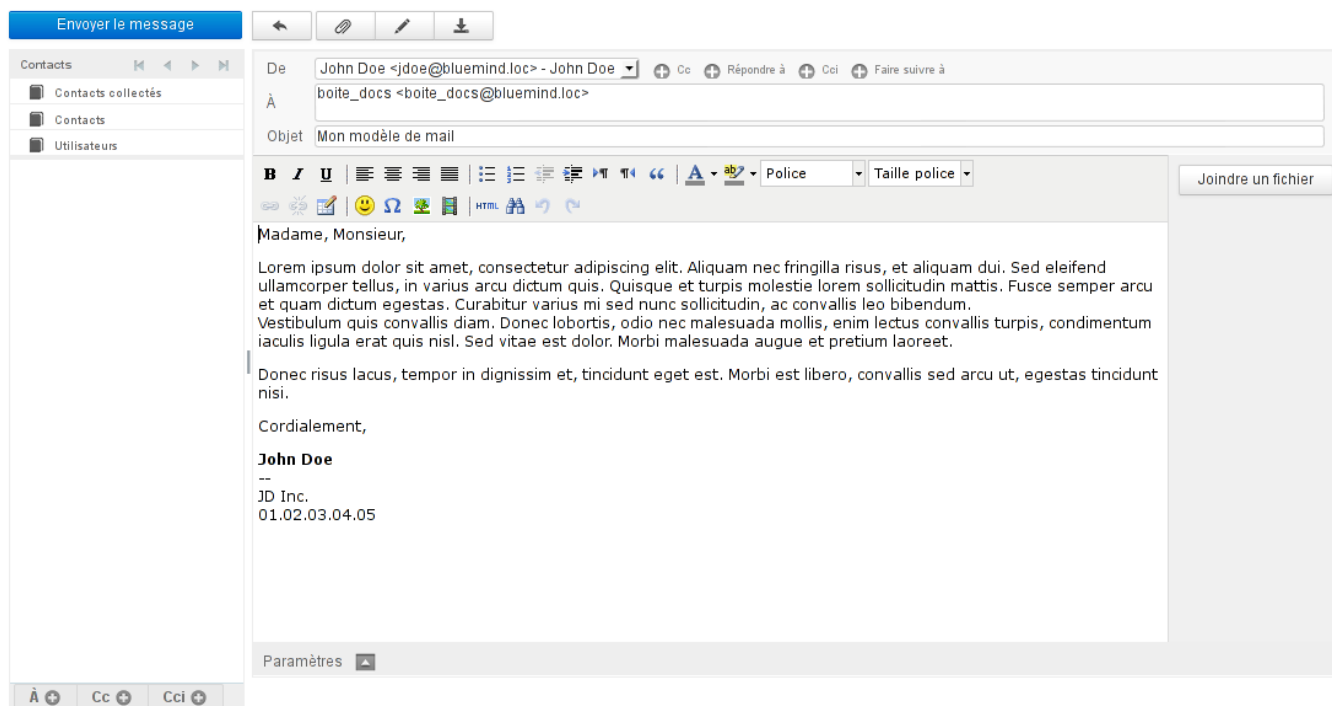 Envoyer le message
Contacts
Contacts collectés
Contacts
Utilisateurs
De John Doe <jdoe@bluemind.loc> - John Doe Cc Répondre à Cci Faire suivre à
À boite_docs <boite_docs@bluemind.loc>
Objet Mon modèle de mail
B I U A ab Police Taille police
Ω HTML
Joindre un fichier
Madame, Monsieur,
Lorem ipsum dolor sit amet, consectetur adipiscing elit. Aliquam nec fringilla risus, et aliquam dui. Sed eleifend
ullamcorper tellus, in varius arcu dictum quis. Quisque et turpis molestie lorem sollicitudin mattis. Fusce semper arcu
et quam dictum egestas. Curabitur varius mi sed nunc sollicitudin, ac convallis leo bibendum.
Vestibulum quis convallis diam. Donec lobortis, odio nec malesuada mollis, enim lectus convallis turpis, condimentum
iaculis ligula erat quis nisl. Sed vitae est dolor. Morbi malesuada augue et pretium laoreet.
Donec risus lacus, tempor in dignissim et, tincidunt eget est. Morbi est libero, convallis sed arcu ut, egestas tincidunt
nisi.
Cordialement,
John Doe
--
JD Inc.
01.02.03.04.05
Paramètres
À Cc Cci